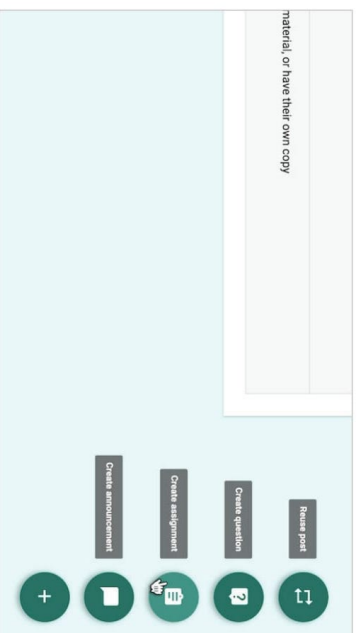 material, or have their own copy
Reuse post
Create question
Create assignment
Create announcement